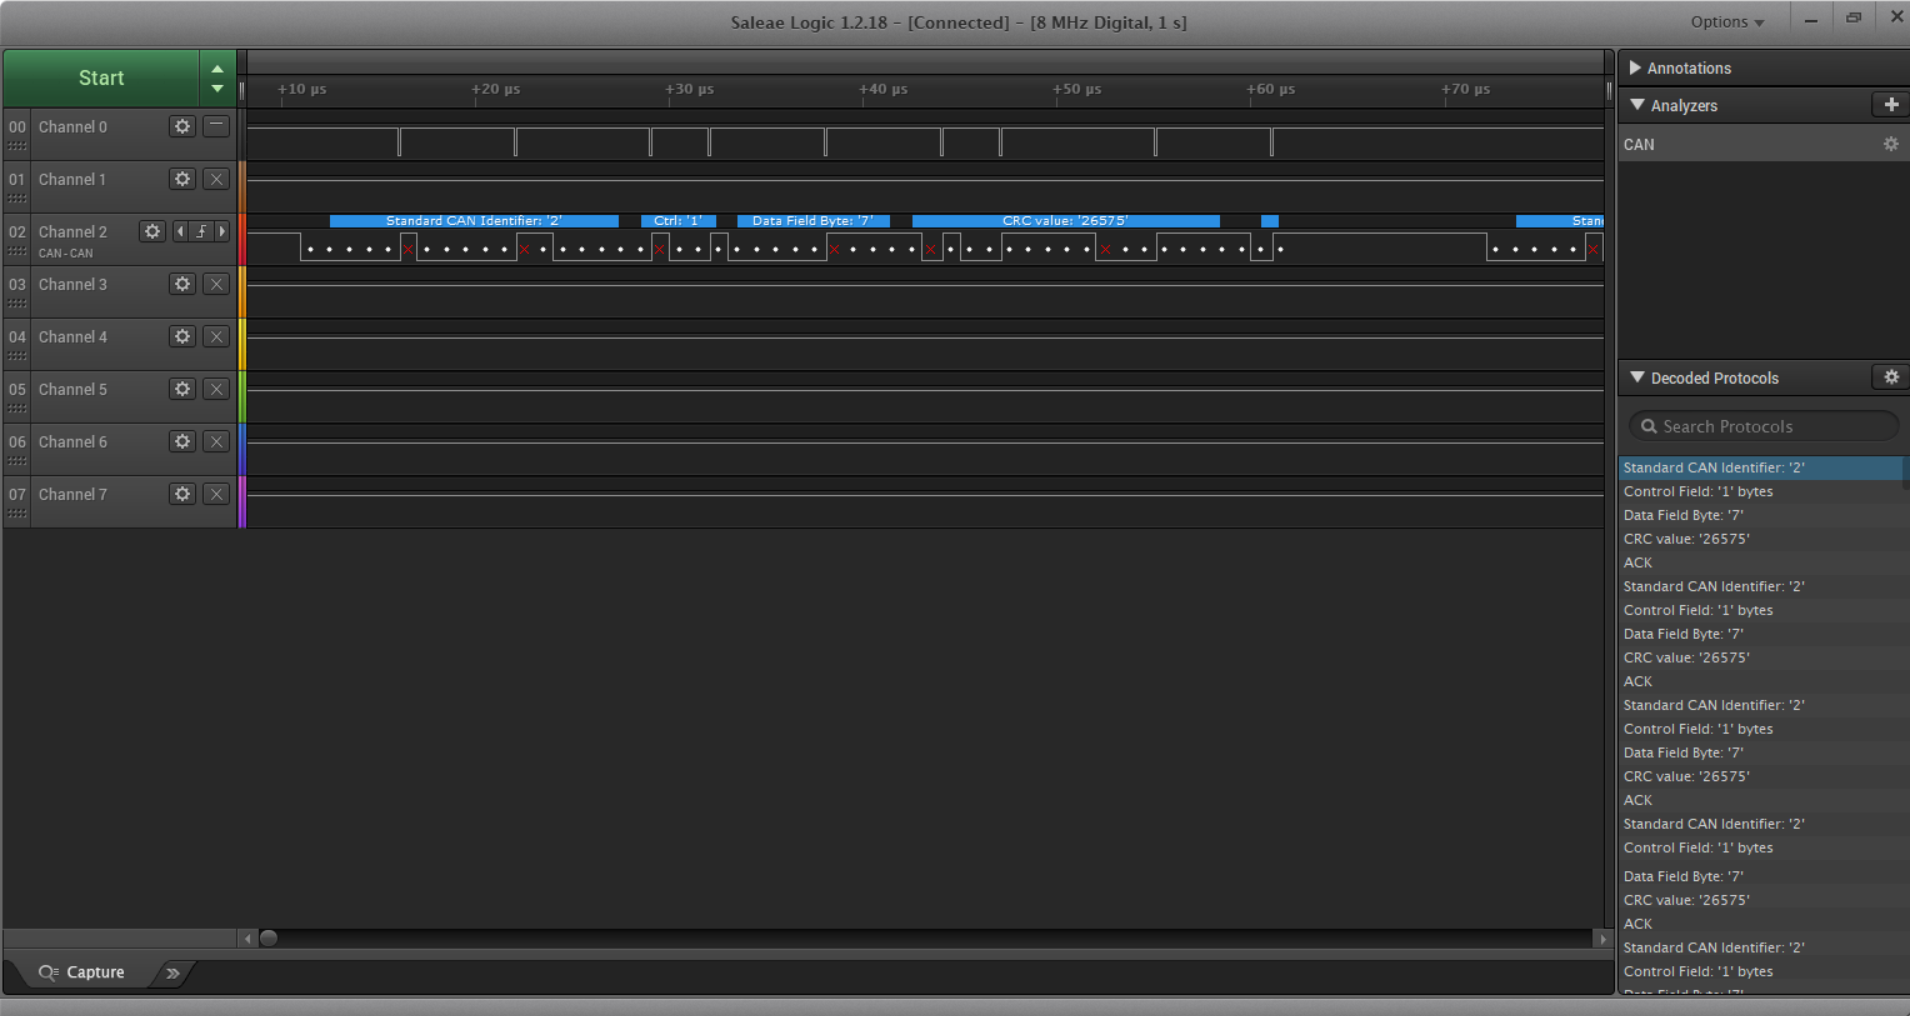 Saleae Logic 1.2.18 - [Connected] - [8 MHz Digital, 1 s]
Options
Start
+10 µs +20 µs +30 µs +40 µs +50 µs +60 µs +70 µs
00 Channel 0
01 Channel 1
02 Channel 2
CAN - CAN
Standard CAN Identifier: '2' Ctrl: '1' Data Field Byte: '7' CRC value: '26575' Stan
03 Channel 3
04 Channel 4
05 Channel 5
06 Channel 6
07 Channel 7
Capture
Annotations
Analyzers
CAN
Decoded Protocols
Search Protocols
Standard CAN Identifier: '2'
Control Field: '1' bytes
Data Field Byte: '7'
CRC value: '26575'
ACK
Standard CAN Identifier: '2'
Control Field: '1' bytes
Data Field Byte: '7'
CRC value: '26575'
ACK
Standard CAN Identifier: '2'
Control Field: '1' bytes
Data Field Byte: '7'
CRC value: '26575'
ACK
Standard CAN Identifier: '2'
Control Field: '1' bytes
Data Field Byte: '7'
CRC value: '26575'
ACK
Standard CAN Identifier: '2'
Control Field: '1' bytes
Data Field Byte: '7'